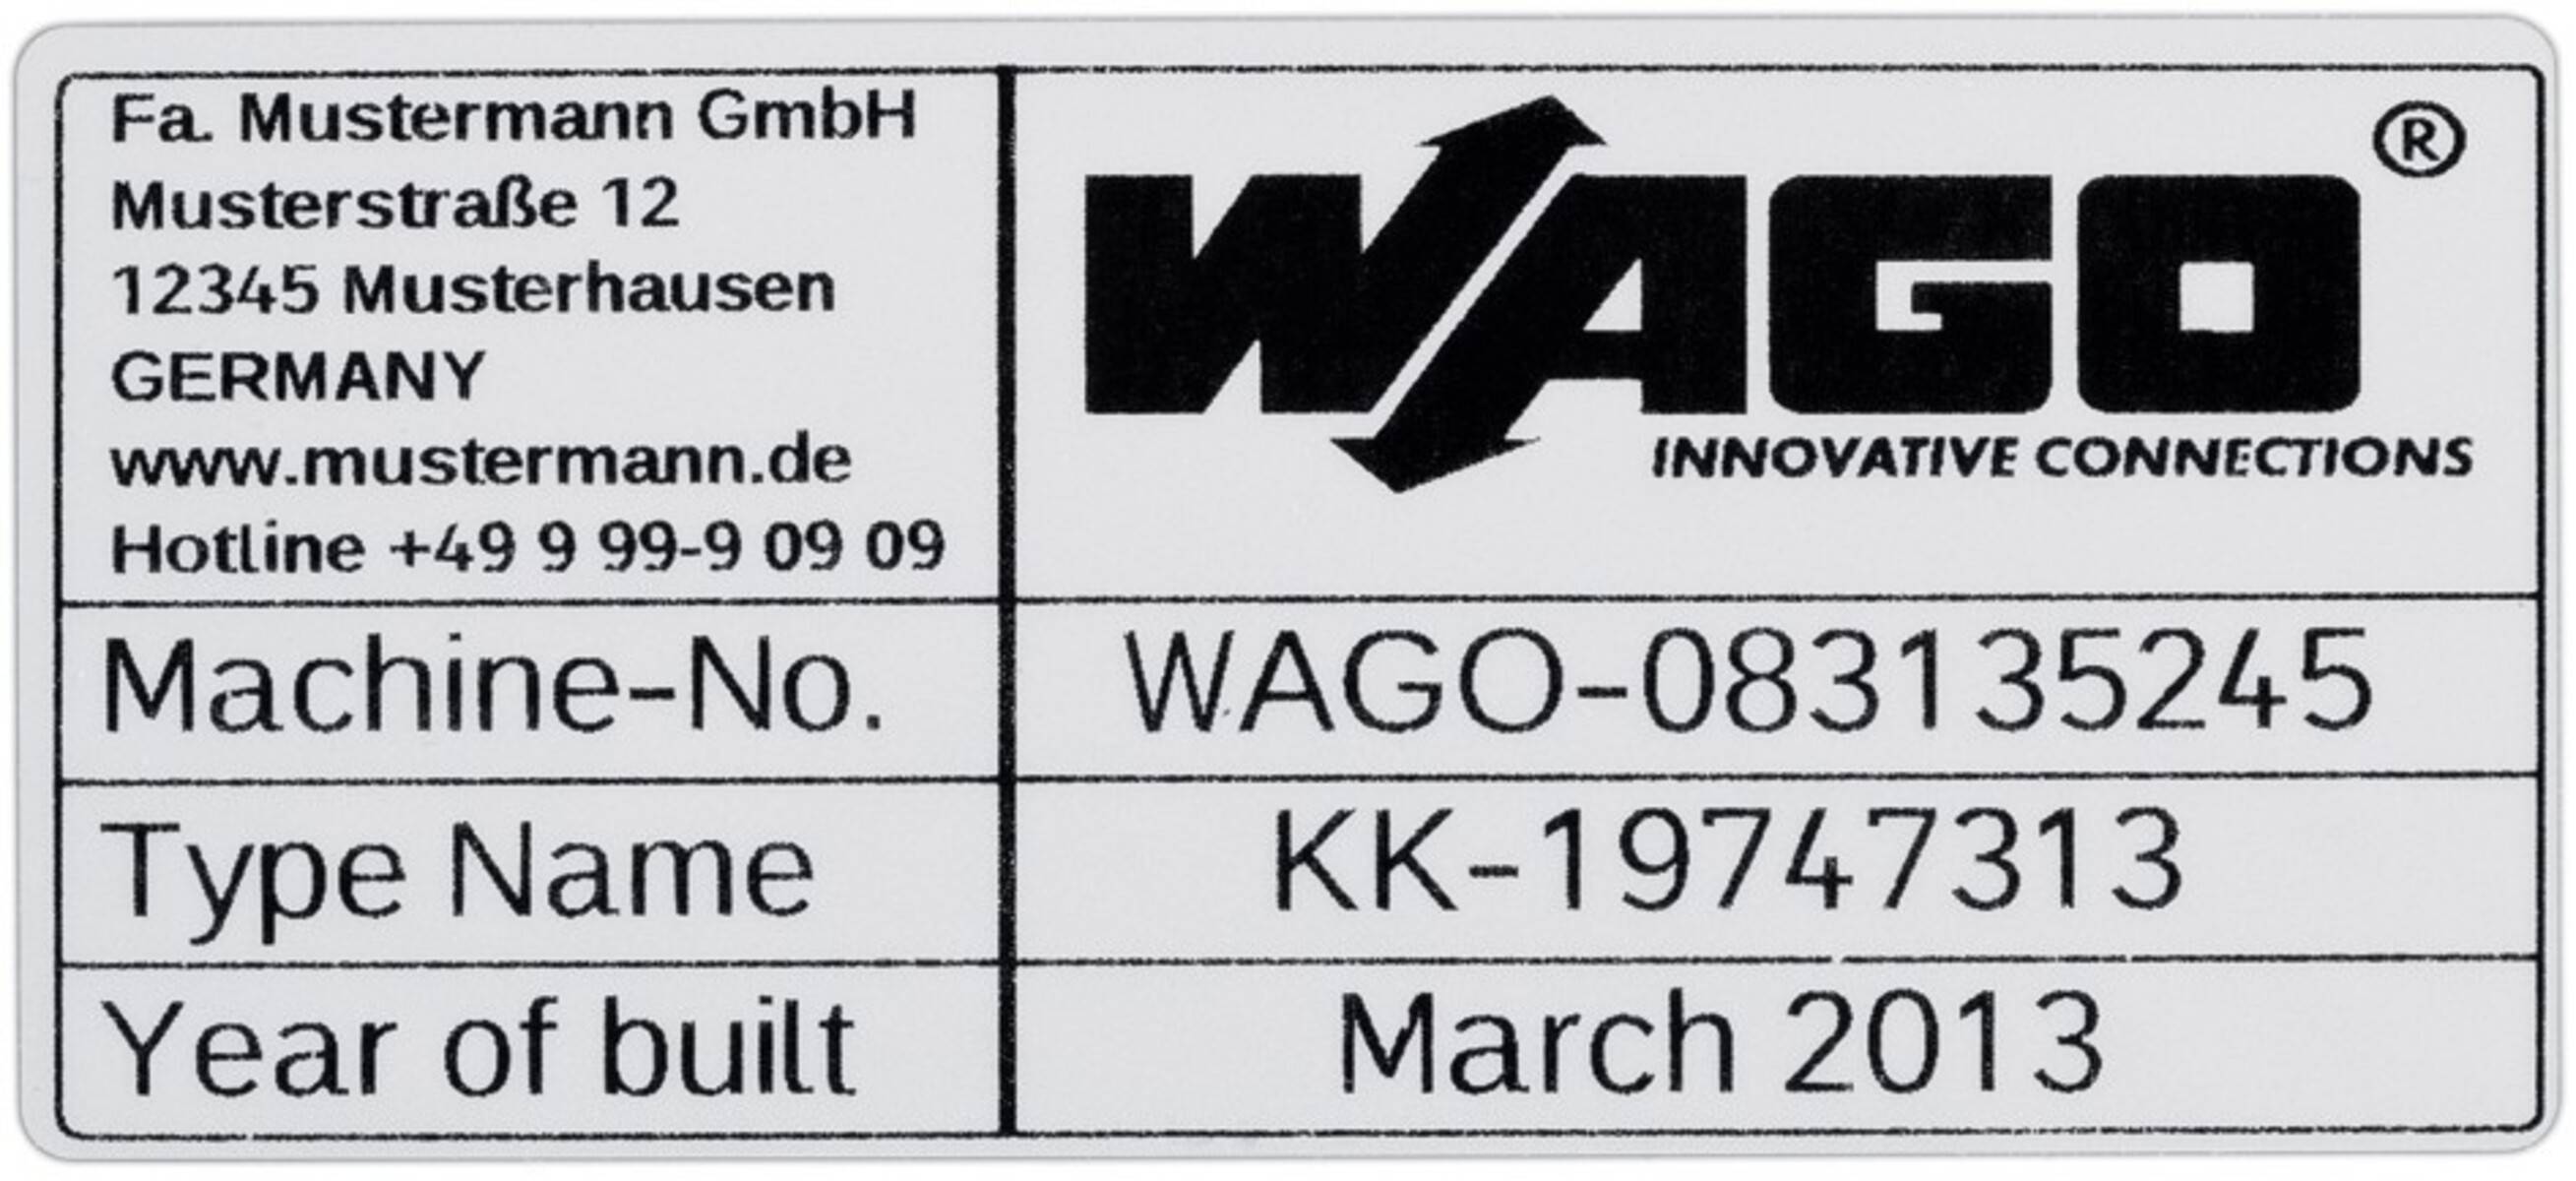 Fa. Mustermann GmbH
Musterstraße 12
12345 Musterhausen
GERMANY
www.mustermann.de
Hotline +49 9 99-9 09 09
WAGO®
INNOVATIVE CONNECTIONS
Machine-No. WAGO-083135245
Type Name KK-19747313
Year of built March 2013